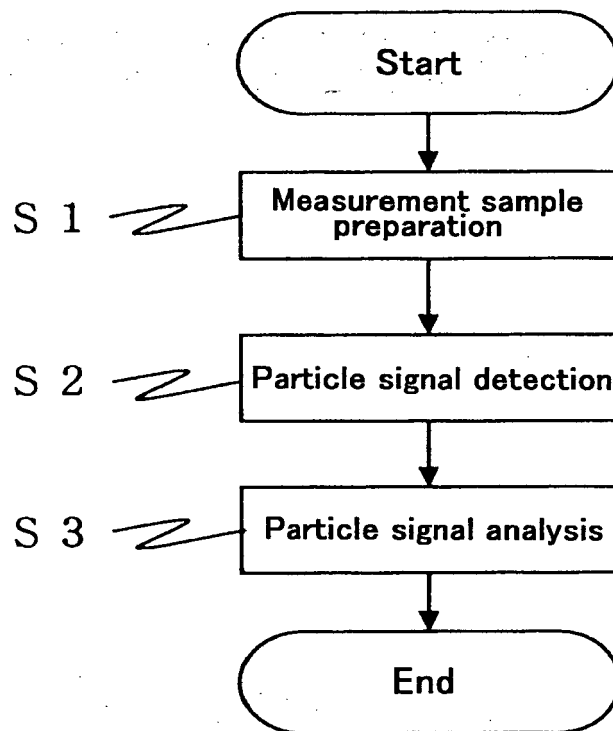 Start
S 1
Measurement sample
preparation
S 2
Particle signal detection
S 3
Particle signal analysis
End